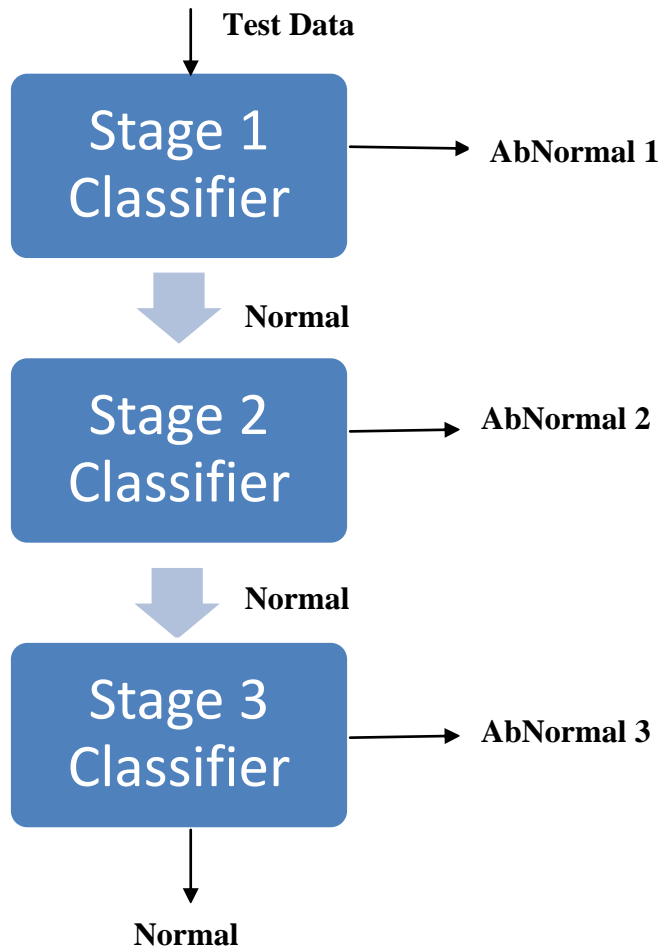 Test Data
Stage 1
Classifier
AbNormal 1
Normal
Stage 2
Classifier
AbNormal 2
Normal
Stage 3
Classifier
AbNormal 3
Normal